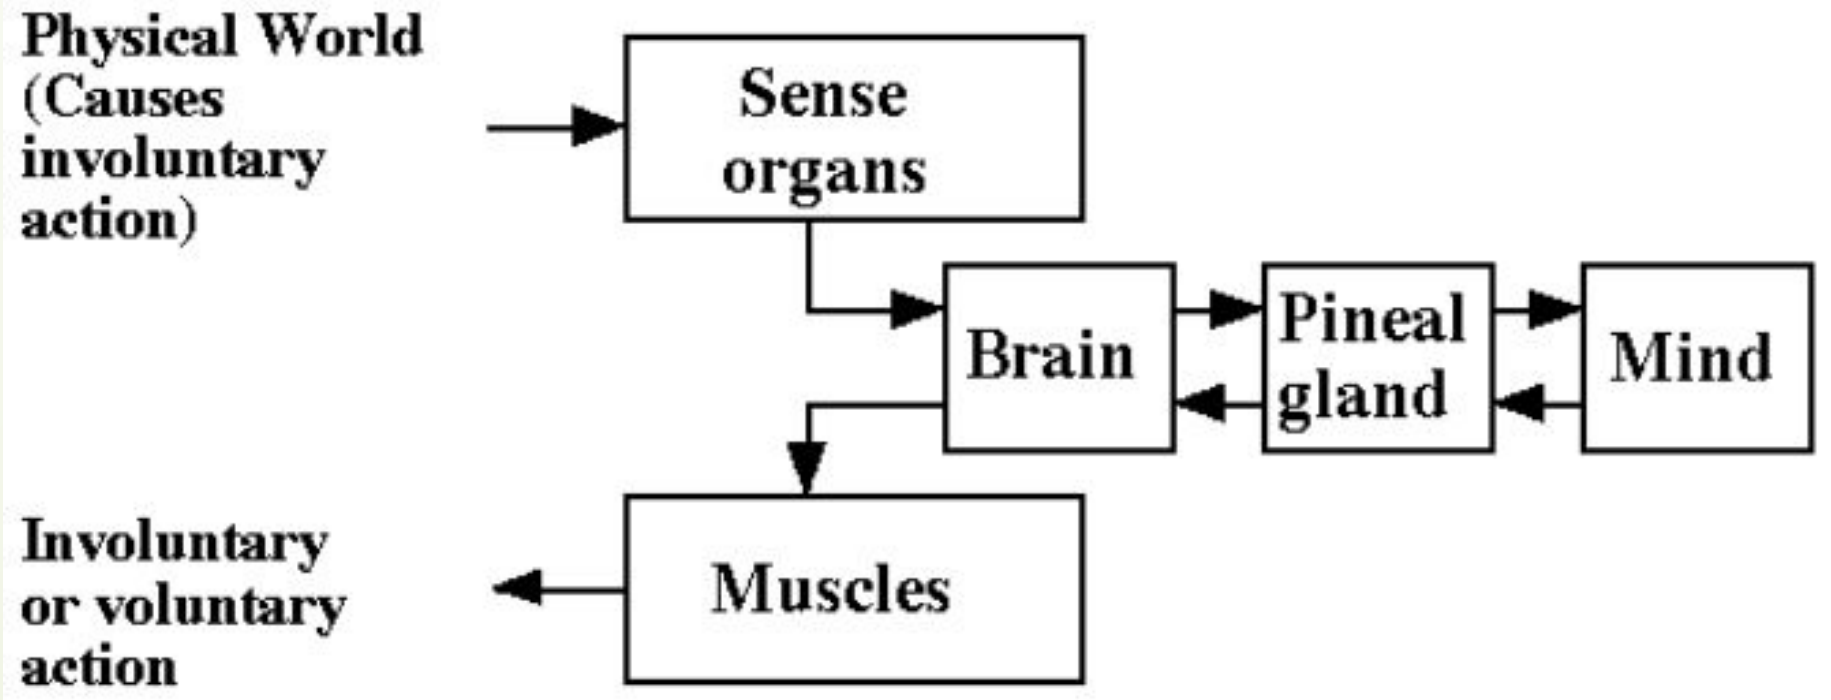 Physical World
(Causes
involuntary
action)
Sense
organs
Brain
Pineal
gland
Mind
Muscles
Involuntary
or voluntary
action